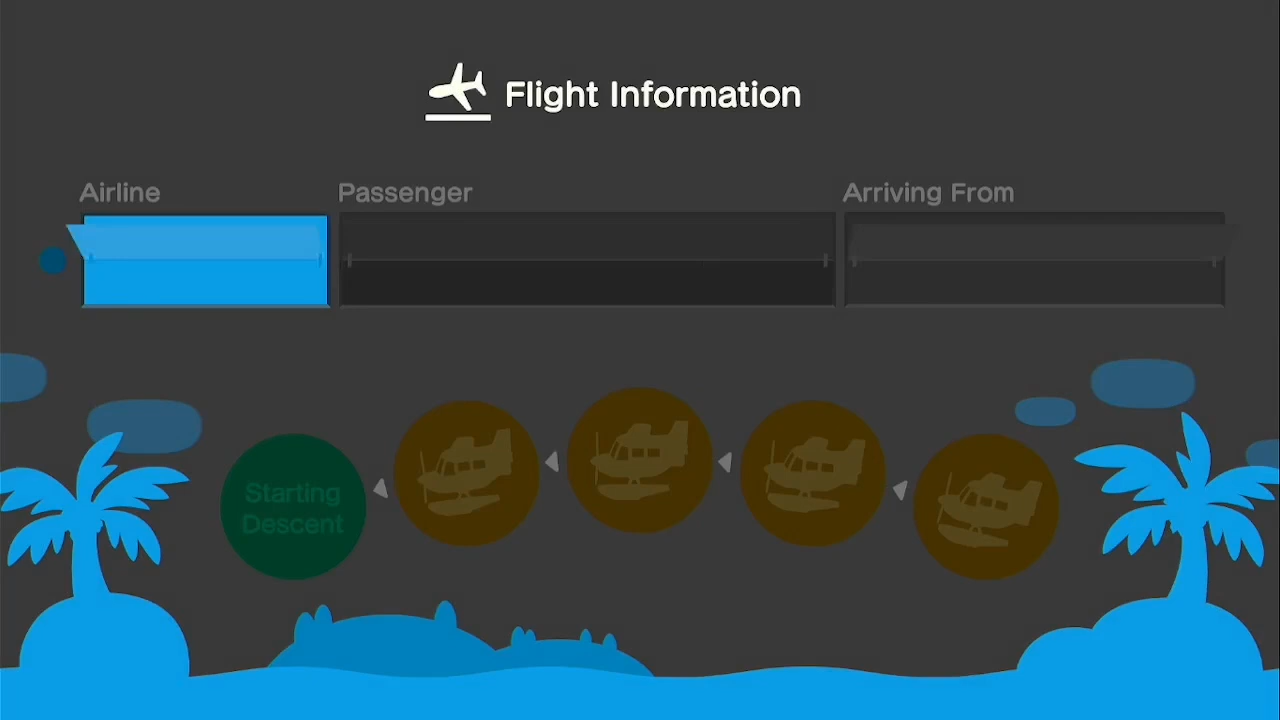 Flight Information
Airline
Passenger
Arriving From
Starting
Descent